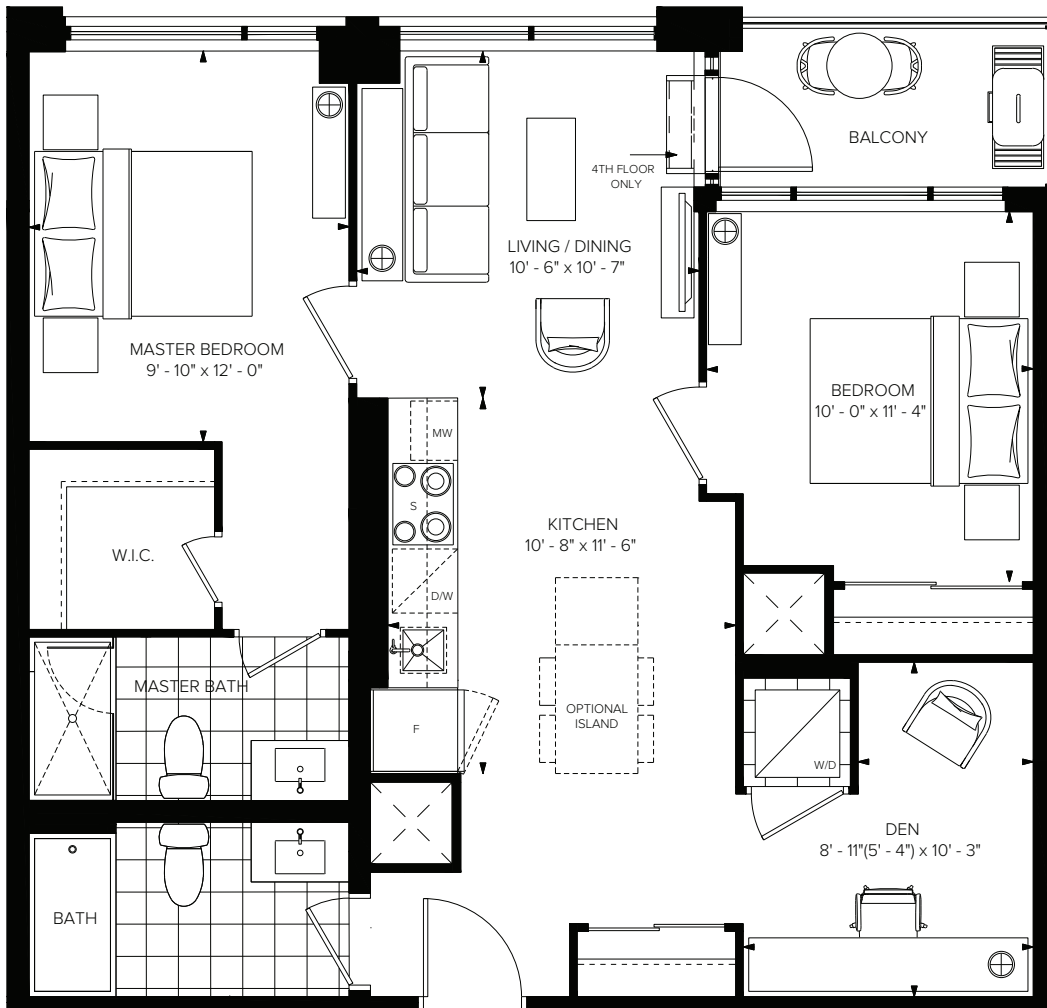 BALCONY
4TH FLOOR
ONLY
LIVING / DINING
10' - 6" x 10' - 7"
MASTER BEDROOM
9' - 10" x 12' - 0"
BEDROOM
10' - 0" x 11' - 4"
MW
S
KITCHEN
10' - 8" x 11' - 6"
W.I.C.
D/W
MASTER BATH
OPTIONAL
ISLAND
F
W/D
DEN
8' - 11"(5' - 4") x 10' - 3"
BATH